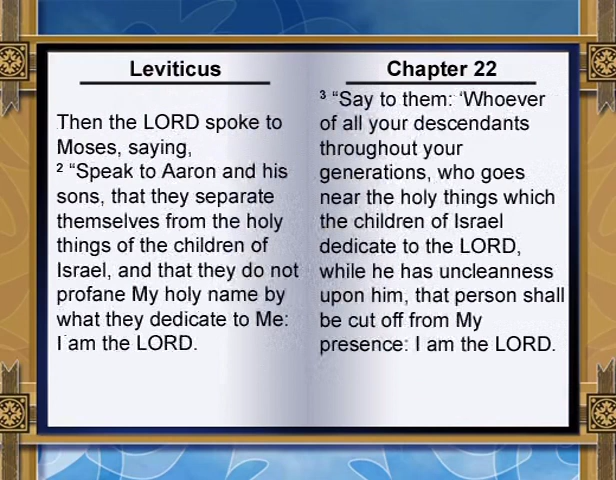 Leviticus
Then the LORD spoke to
Moses, saying,
² “Speak to Aaron and his
sons, that they separate
themselves from the holy
things of the children of
Israel, and that they do not
profane My holy name by
what they dedicate to Me:
I am the LORD.
Chapter 22
³ “Say to them: ‘Whoever
of all your descendants
throughout your
generations, who goes
near the holy things which
the children of Israel
dedicate to the LORD,
while he has uncleanness
upon him, that person shall
be cut off from My
presence: I am the LORD.